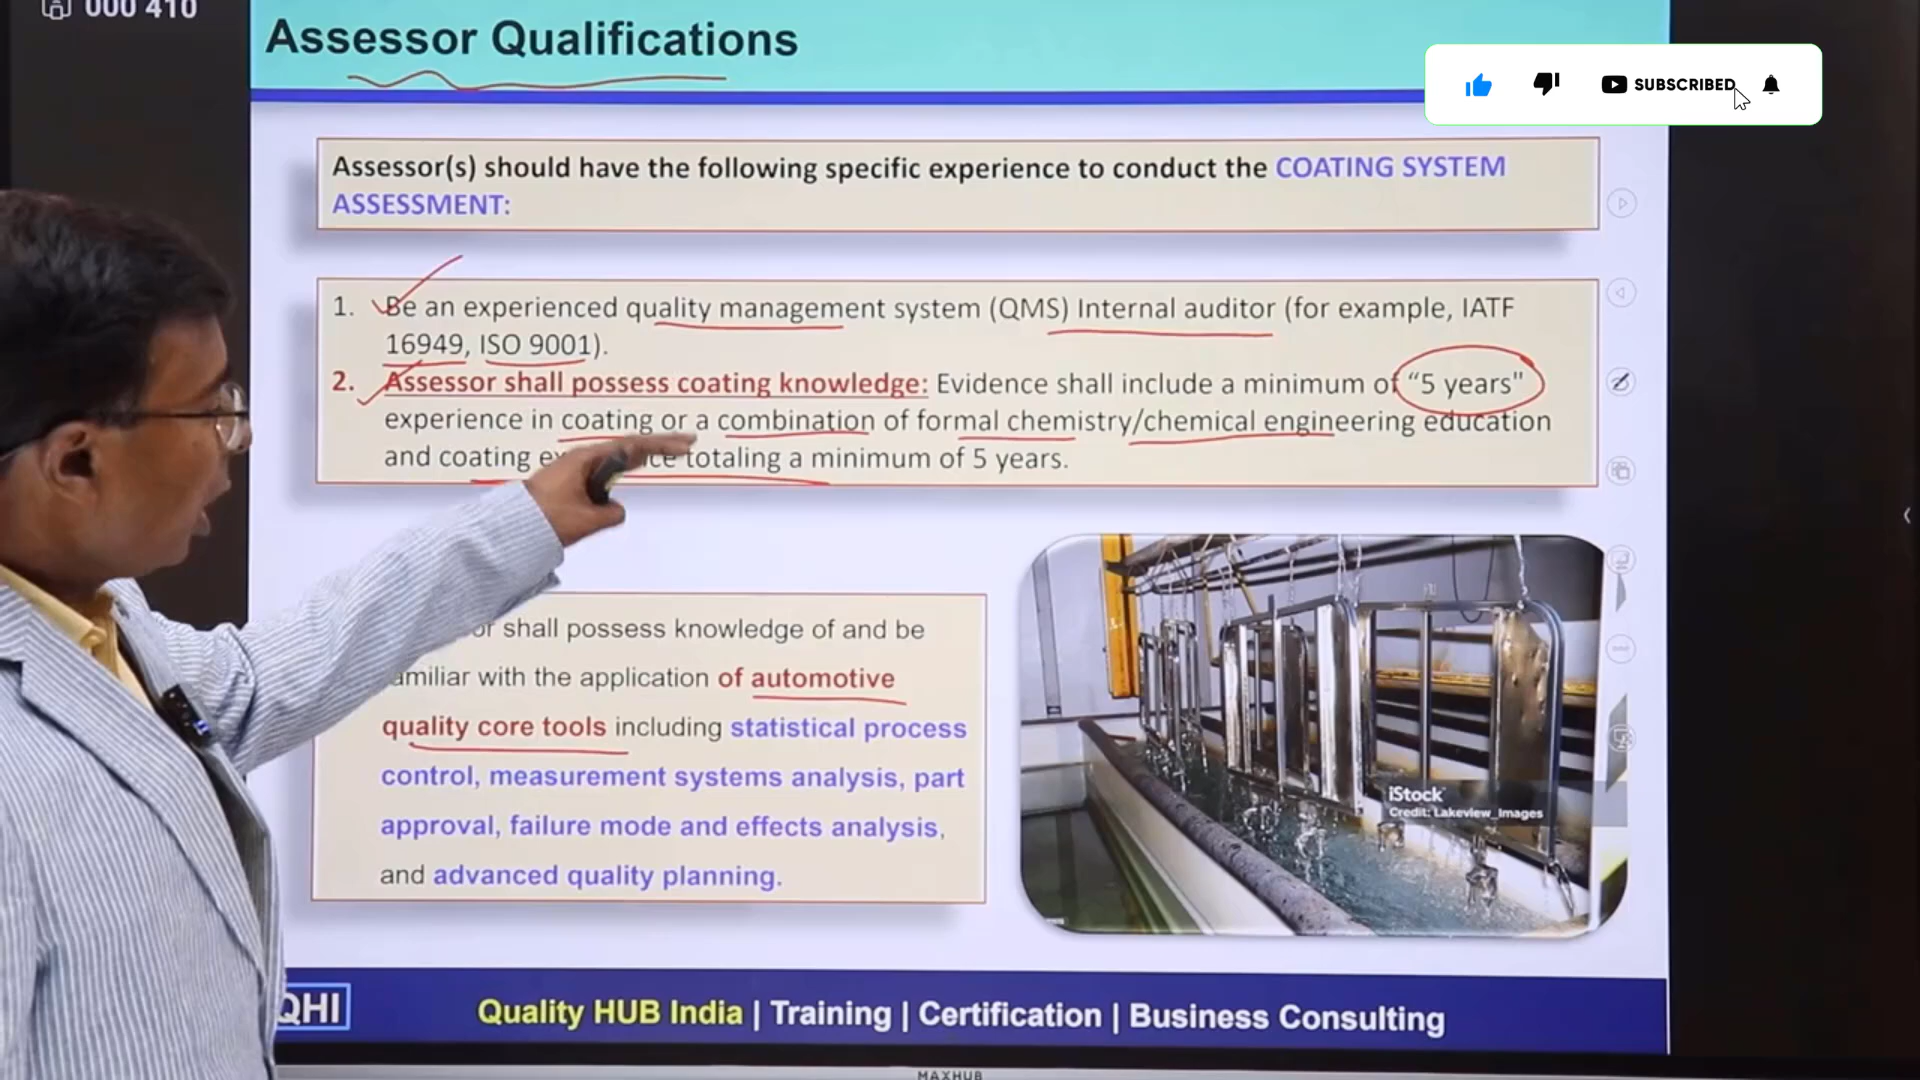 000 410
Assessor Qualifications
SUBSCRIBED
Assessor(s) should have the following specific experience to conduct the COATING SYSTEM
ASSESSMENT:
1. Be an experienced quality management system (QMS) Internal auditor (for example, IATF
16949, ISO 9001).
2. Assessor shall possess coating knowledge: Evidence shall include a minimum of “5 years"
experience in coating or a combination of formal chemistry/chemical engineering education
and coating totaling a minimum of 5 years.
shall possess knowledge of and be
with the application of automotive
quality core tools including statistical process
control, measurement systems analysis, part
approval, failure mode and effects analysis,
and advanced quality planning.
iStock
Credit: Lakeview_Images
QHI
Quality HUB India | Training | Certification | Business Consulting
MAXHUB